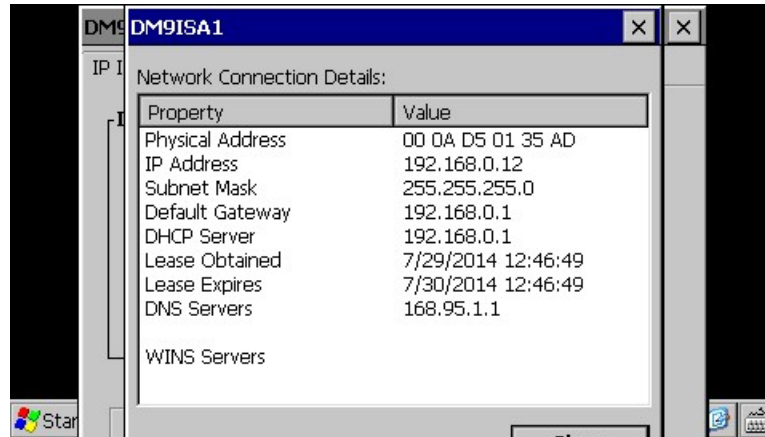 DM9
DM9ISA1
IP I
Network Connection Details:
Property Value
Physical Address 00 0A D5 01 35 AD
IP Address 192.168.0.12
Subnet Mask 255.255.255.0
Default Gateway 192.168.0.1
DHCP Server 192.168.0.1
Lease Obtained 7/29/2014 12:46:49
Lease Expires 7/30/2014 12:46:49
DNS Servers 168.95.1.1
WINS Servers
Star